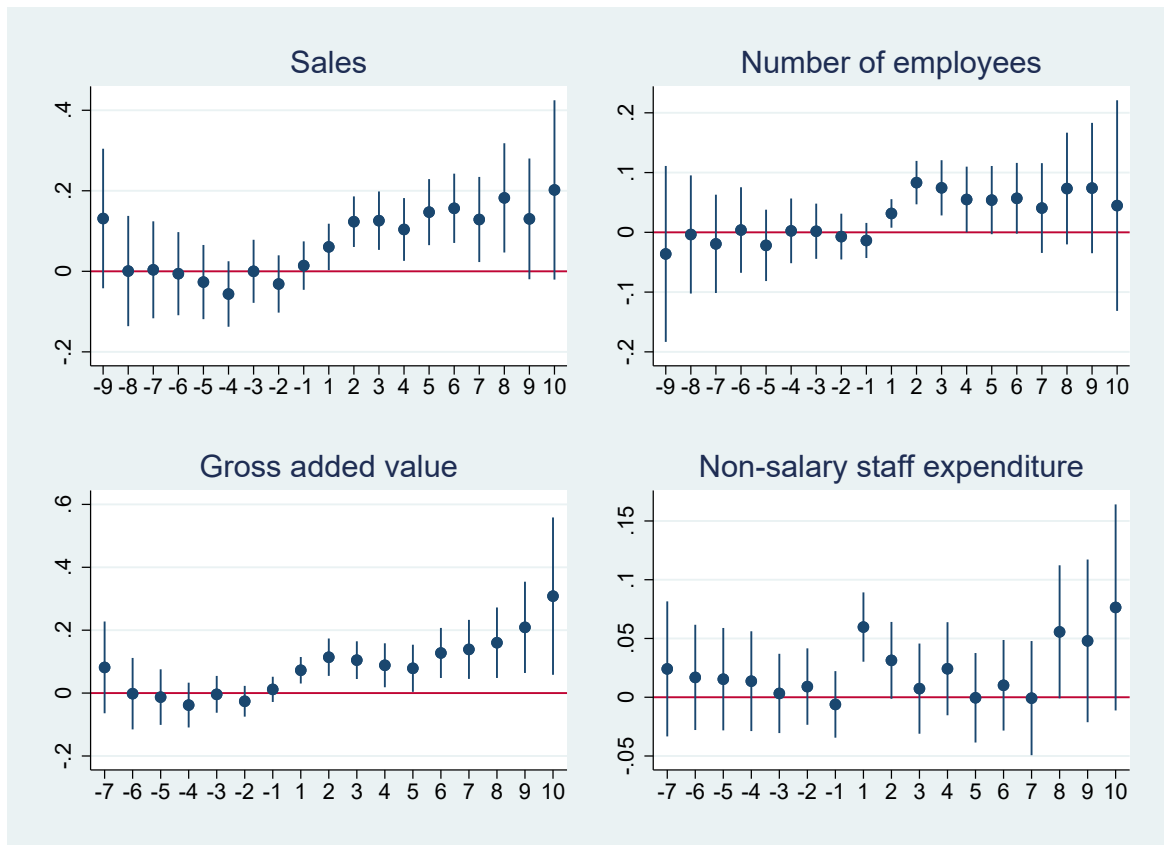 Sales
.4
.2
0
-.2
-9 -8 -7 -6 -5 -4 -3 -2 -1 1 2 3 4 5 6 7 8 9 10
Number of employees
.2
.1
0
-.1
-.2
-9 -8 -7 -6 -5 -4 -3 -2 -1 1 2 3 4 5 6 7 8 9 10
Gross added value
.6
.4
.2
0
-.2
-7 -6 -5 -4 -3 -2 -1 1 2 3 4 5 6 7 8 9 10
Non-salary staff expenditure
.15
.1
.05
0
-.05
-7 -6 -5 -4 -3 -2 -1 1 2 3 4 5 6 7 8 9 10